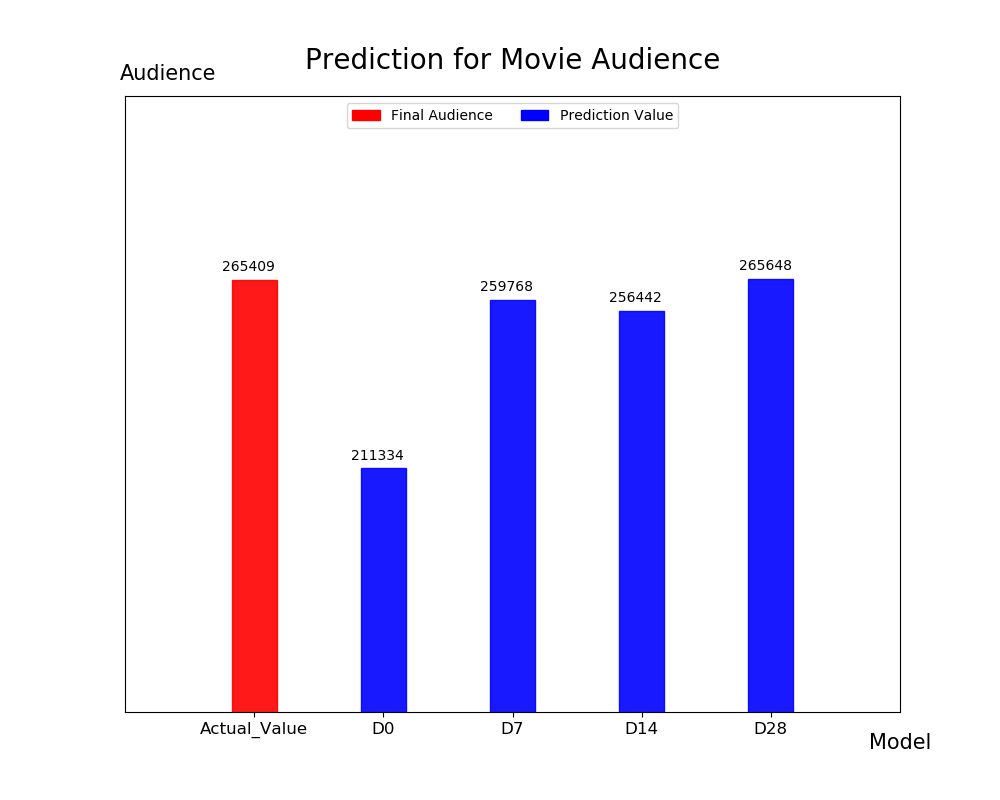 Prediction for Movie Audience
Audience
Final Audience
Prediction Value
265409
211334
259768
256442
265648
Actual_Value
D0
D7
D14
D28
Model